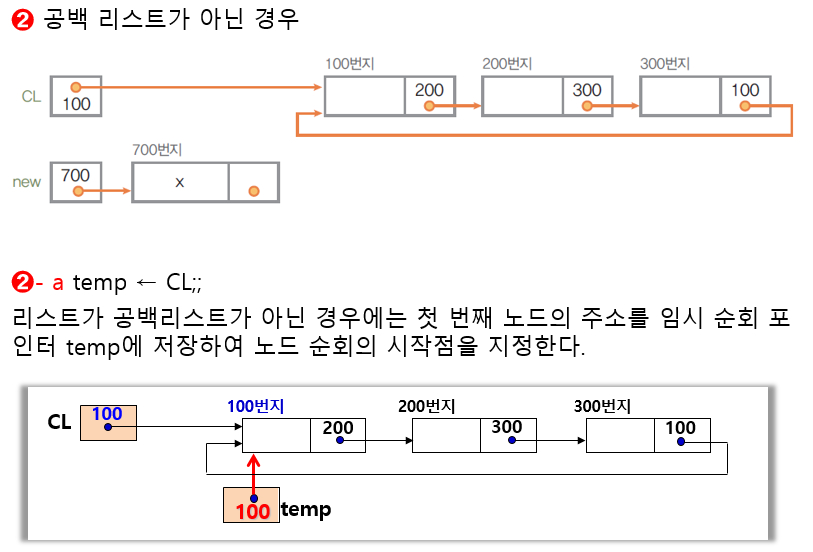 ❷ 공백 리스트가 아닌 경우
100번지 200번지 300번지
CL 100 200 300 100
700번지
new 700 x
❷- a temp ← CL;;
리스트가 공백리스트가 아닌 경우에는 첫 번째 노드의 주소를 임시 순회 포
인터 temp에 저장하여 노드 순회의 시작점을 지정한다.
100번지 200번지 300번지
CL 100 200 300 100
100 temp